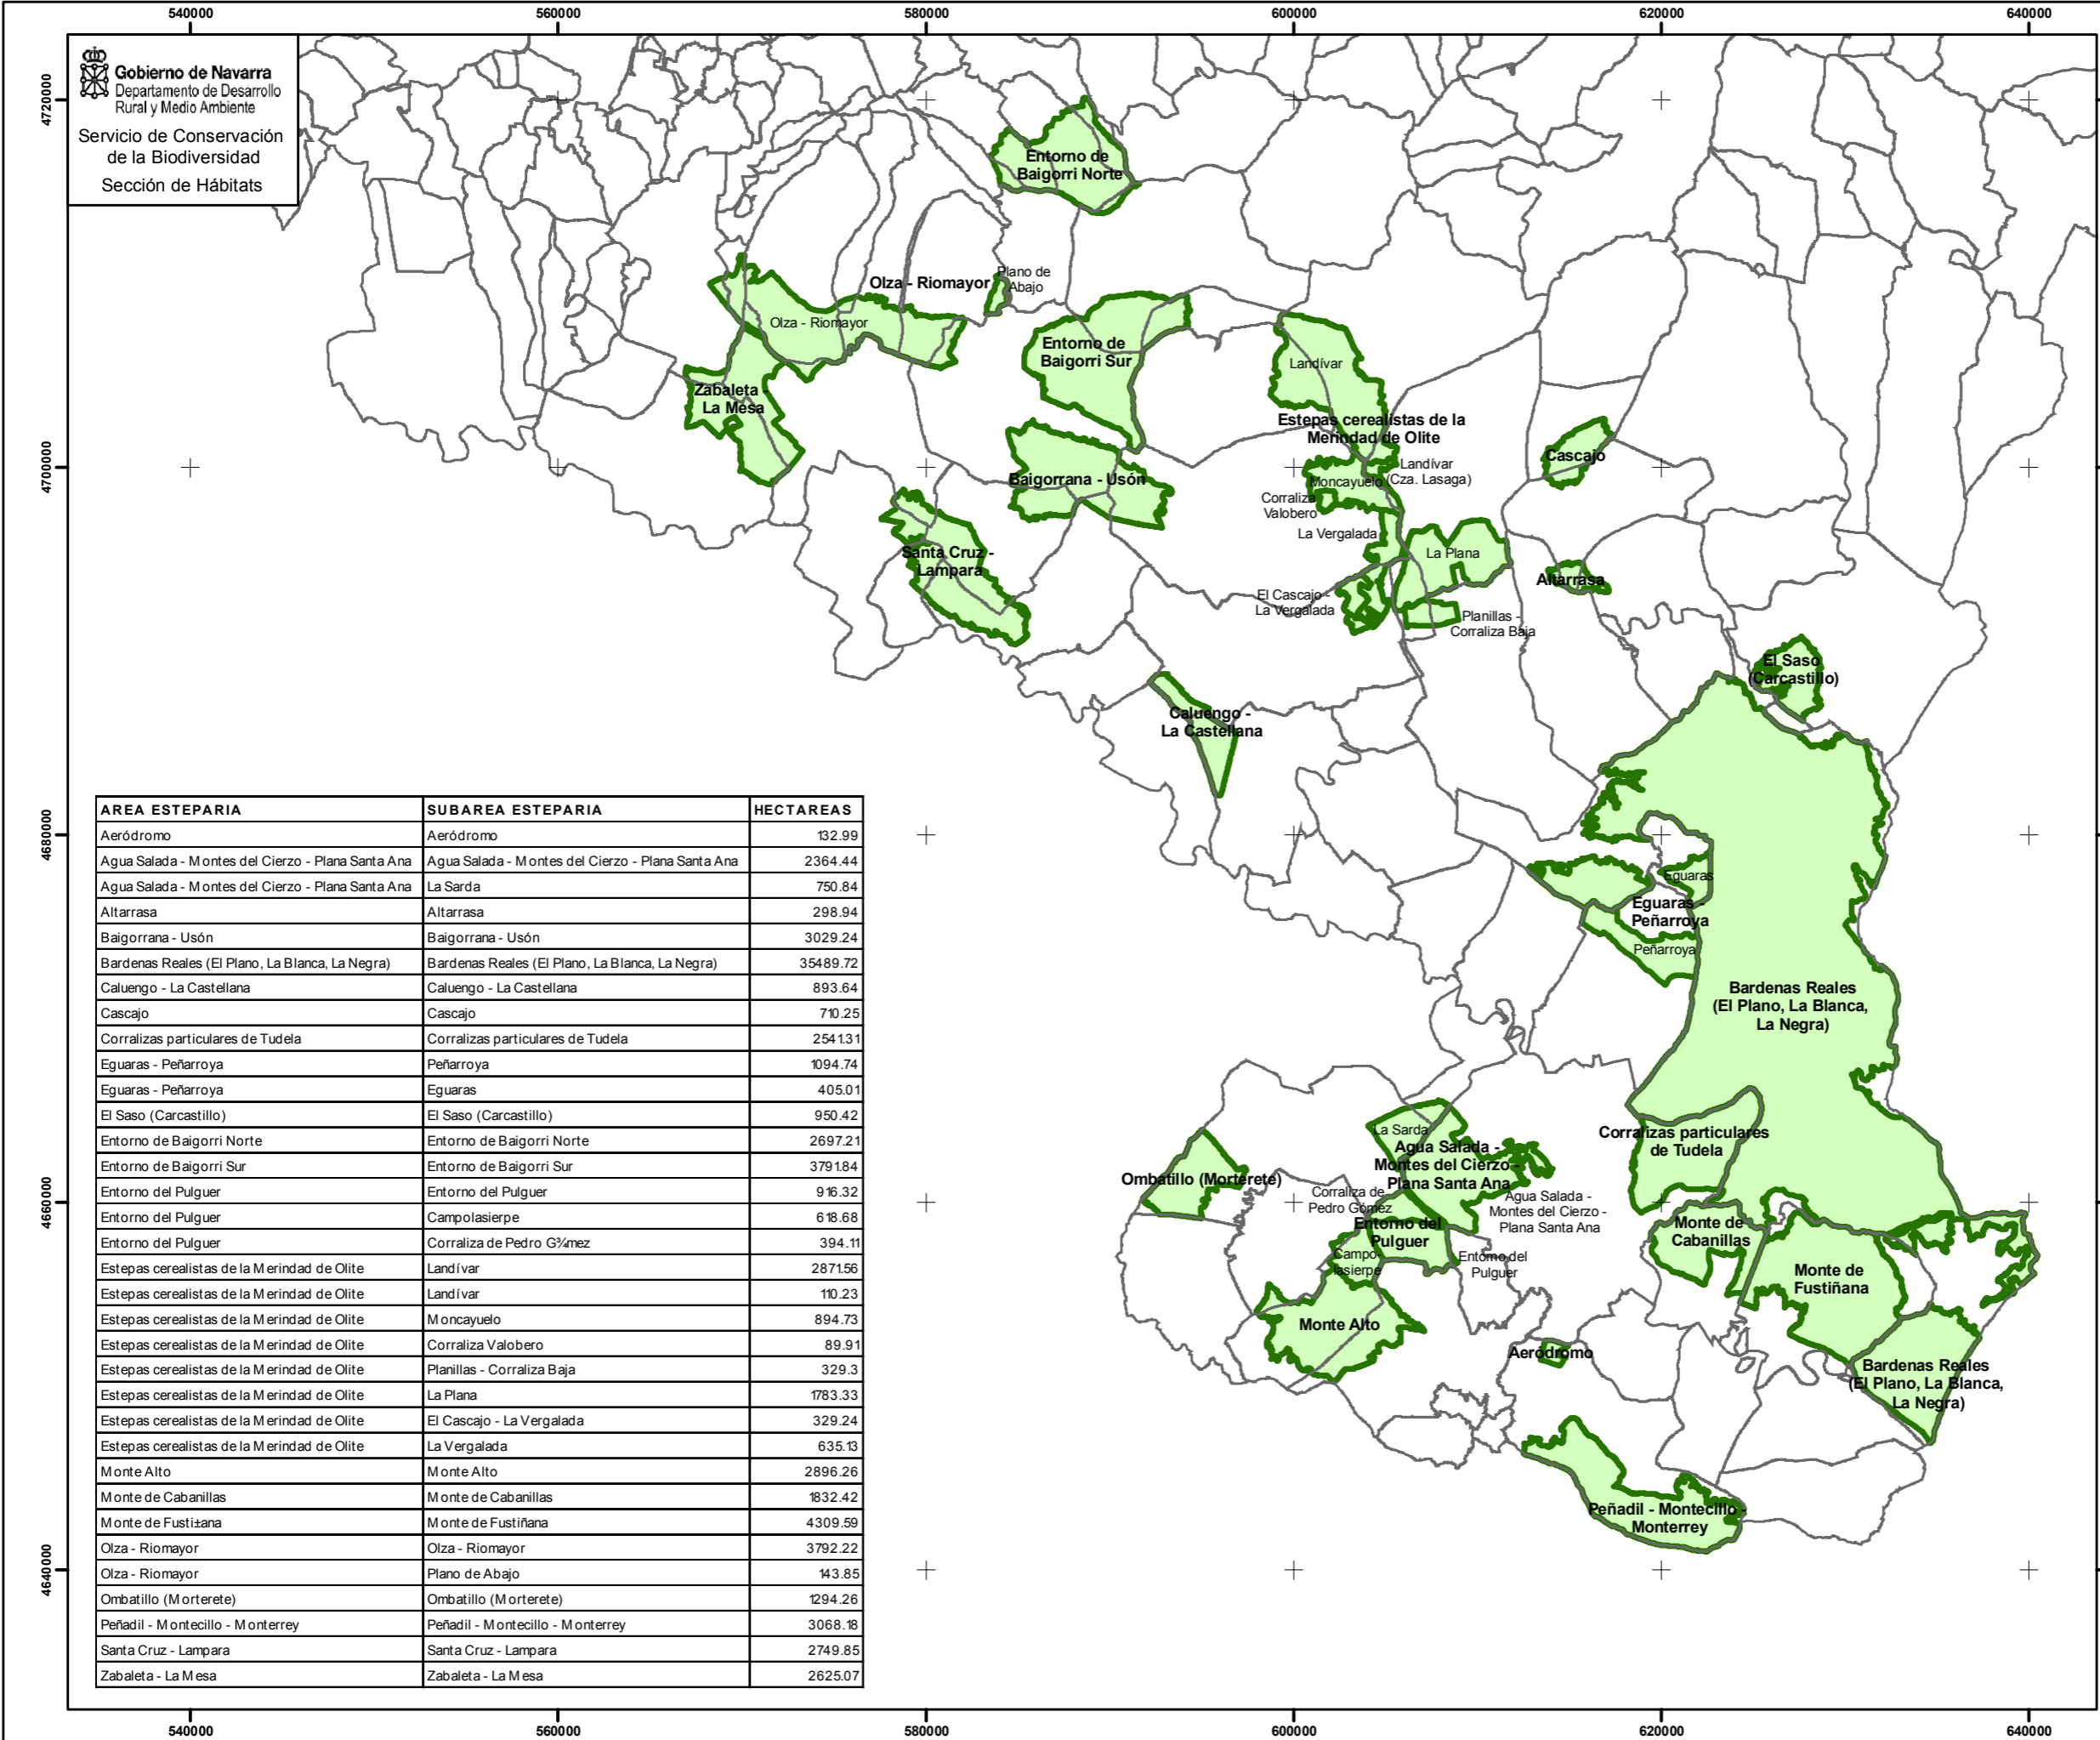 540000 560000 580000 600000 620000 640000
Gobierno de Navarra
Departamento de Desarrollo
Rural y Medio Ambiente
Servicio de Conservación
de la Biodiversidad
Sección de Hábitats
4720000
4700000
4680000
4660000
4640000
Entorno de
Baigorri Norte
Olza - Riomayor
Plano de
Abajo
Olza - Riomayor
Entorno de
Baigorri Sur
Landívar
Zabaleta -
La Mesa
Estepas cerealistas de la
Merindad de Olite
Cascajo
Landívar
(Cza. Lasaga)
Baigorrana - Usón
Moncayuelo
Corraliza
Valobero
La Vergalada
Santa Cruz -
Lampara
La Plana
Altarrasa
El Cascajo -
La Vergalada
Planillas -
Corraliza Baja
El Saso
(Carcastillo)
Caluengo -
La Castellana
Eguaras
Eguaras -
Peñarroya
Peñarroya
Bardenas Reales
(El Plano, La Blanca,
La Negra)
La Sarda
Agua Salada -
Montes del Cierzo -
Plana Santa Ana
Corralizas particulares
de Tudela
Ombatillo (Morterete)
Corraliza de
Pedro Gómez
Agua Salada -
Montes del Cierzo -
Plana Santa Ana
Entorno del
Pulguer
Monte de
Cabanillas
Campo-
lasierpe
Entorno del
Pulguer
Monte de
Fustiñana
Monte Alto
Aeródromo
Bardenas Reales
(El Plano, La Blanca,
La Negra)
Peñadil - Montecillo -
Monterrey
AREA ESTEPARIA SUBAREA ESTEPARIA HECTAREAS
Aeródromo Aeródromo 132.99
Agua Salada - Montes del Cierzo - Plana Santa Ana Agua Salada - Montes del Cierzo - Plana Santa Ana 2364.44
Agua Salada - Montes del Cierzo - Plana Santa Ana La Sarda 750.84
Altarrasa Altarrasa 298.94
Baigorrana - Usón Baigorrana - Usón 3029.24
Bardenas Reales (El Plano, La Blanca, La Negra) Bardenas Reales (El Plano, La Blanca, La Negra) 35489.72
Caluengo - La Castellana Caluengo - La Castellana 893.64
Cascajo Cascajo 710.25
Corralizas particulares de Tudela Corralizas particulares de Tudela 2541.31
Eguaras - Peñarroya Peñarroya 1094.74
Eguaras - Peñarroya Eguaras 405.01
El Saso (Carcastillo) El Saso (Carcastillo) 950.42
Entorno de Baigorri Norte Entorno de Baigorri Norte 2697.21
Entorno de Baigorri Sur Entorno de Baigorri Sur 3791.84
Entorno del Pulguer Entorno del Pulguer 916.32
Entorno del Pulguer Campolasierpe 618.68
Entorno del Pulguer Corraliza de Pedro G¾mez 394.11
Estepas cerealistas de la Merindad de Olite Landívar 2871.56
Estepas cerealistas de la Merindad de Olite Landívar 110.23
Estepas cerealistas de la Merindad de Olite Moncayuelo 894.73
Estepas cerealistas de la Merindad de Olite Corraliza Valobero 89.91
Estepas cerealistas de la Merindad de Olite Planillas - Corraliza Baja 329.3
Estepas cerealistas de la Merindad de Olite La Plana 1783.33
Estepas cerealistas de la Merindad de Olite El Cascajo - La Vergalada 329.24
Estepas cerealistas de la Merindad de Olite La Vergalada 635.13
Monte Alto Monte Alto 2896.26
Monte de Cabanillas Monte de Cabanillas 1832.42
Monte de Fusti±ana Monte de Fustiñana 4309.59
Olza - Riomayor Olza - Riomayor 3792.22
Olza - Riomayor Plano de Abajo 143.85
Ombatillo (Morterete) Ombatillo (Morterete) 1294.26
Peñadil - Montecillo - Monterrey Peñadil - Montecillo - Monterrey 3068.18
Santa Cruz - Lampara Santa Cruz - Lampara 2749.85
Zabaleta - La Mesa Zabaleta - La Mesa 2625.07
540000 560000 580000 600000 620000 640000